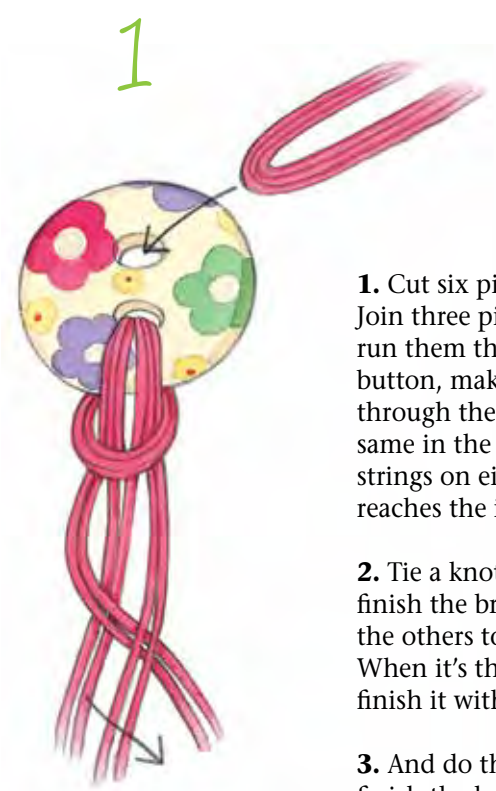 1
1. Cut six pi
Join three pi
run them th
button, mak
through the
same in the
strings on ei
reaches the i
2. Tie a knot
finish the br
the others to
When it's th
finish it with
3. And do th